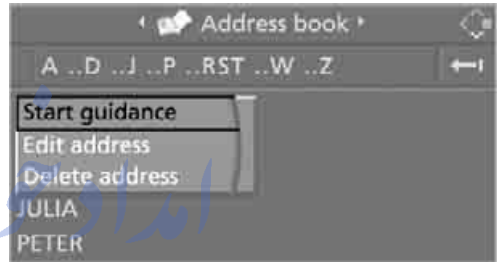 Address book
A ..D ..J ..P ..RST ..W ..Z
Start guidance
Edit address
Delete address
JULIA
PETER